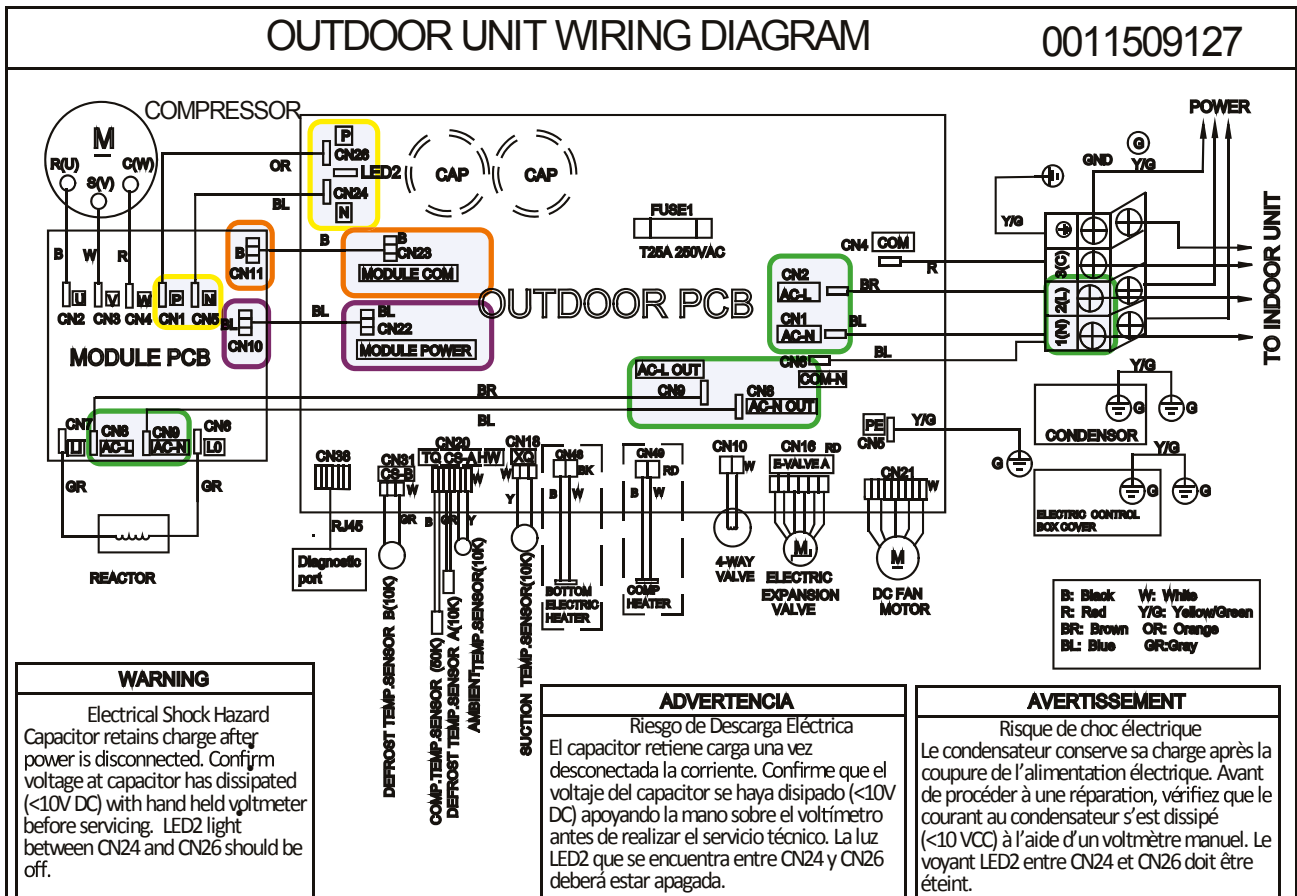 OUTDOOR UNIT WIRING DIAGRAM
0011509127
COMPRESSOR
M
R(U)
C(W)
S(V)
B
W
R
U
V
W
P
N
CN2
CN3
CN4
CN1
CN5
MODULE PCB
OR
BL
P
CN26
LED2
CN24
N
CAP
CAP
B
CN11
B
B
CN23
MODULE COM
BL
CN10
BL
BL
CN22
MODULE POWER
OUTDOOR PCB
FUSE1
T25A 250VAC
CN4
COM
R
CN2
AC-L
BR
CN1
AC-N
BL
CN6
COM-N
BL
AC-L OUT
CN9
CN8
AC-N OUT
BR
BL
POWER
G
GND
Y/G
Y/G
3(C)
2(L)
1(N)
TO INDOOR UNIT
Y/G
G
G
CONDENSOR
Y/G
G
G
ELECTRIC CONTROL
BOX COVER
PE
CN5
Y/G
G
CN7
LI
CN8
AC-L
CN9
AC-N
CN6
L0
GR
GR
REACTOR
CN36
RJ45
Diagnostic
port
CN31
CS-B
W
GR
DEFROST TEMP.SENSOR B(10K)
CN20
TQ CS-A HW
W
B
GR
Y
COMP.TEMP.SENSOR (50K)
DEFROST TEMP.SENSOR A(10K)
AMBIENT TEMP.SENSOR(10K)
CN18
XQ
W
Y
SUCTION TEMP.SENSOR(10K)
CN48
BK
B
W
BOTTOM
ELECTRIC
HEATER
CN49
RD
B
W
COMP
HEATER
CN10
W
4-WAY
VALVE
CN16
RD
E-VALVE A
M
ELECTRIC
EXPANSION
VALVE
CN21
W
M
DC FAN
MOTOR
B: Black W: White
R: Red Y/G: Yellow/Green
BR: Brown OR: Orange
BL: Blue GR:Gray
WARNING
Electrical Shock Hazard
Capacitor retains charge after
power is disconnected. Confirm
voltage at capacitor has dissipated
(<10V DC) with hand held voltmeter
before servicing. LED2 light
between CN24 and CN26 should be
off.
ADVERTENCIA
Riesgo de Descarga Eléctrica
El capacitor retiene carga una vez
desconectada la corriente. Confirme que el
voltaje del capacitor se haya disipado (<10V
DC) apoyando la mano sobre el voltímetro
antes de realizar el servicio técnico. La luz
LED2 que se encuentra entre CN24 y CN26
deberá estar apagada.
AVERTISSEMENT
Risque de choc électrique
Le condensateur conserve sa charge après la
coupure de l'alimentation électrique. Avant
de procéder à une réparation, vérifiez que le
courant au condensateur s'est dissipé
(<10 VCC) à l'aide d'un voltmètre manuel. Le
voyant LED2 entre CN24 et CN26 doit être
éteint.